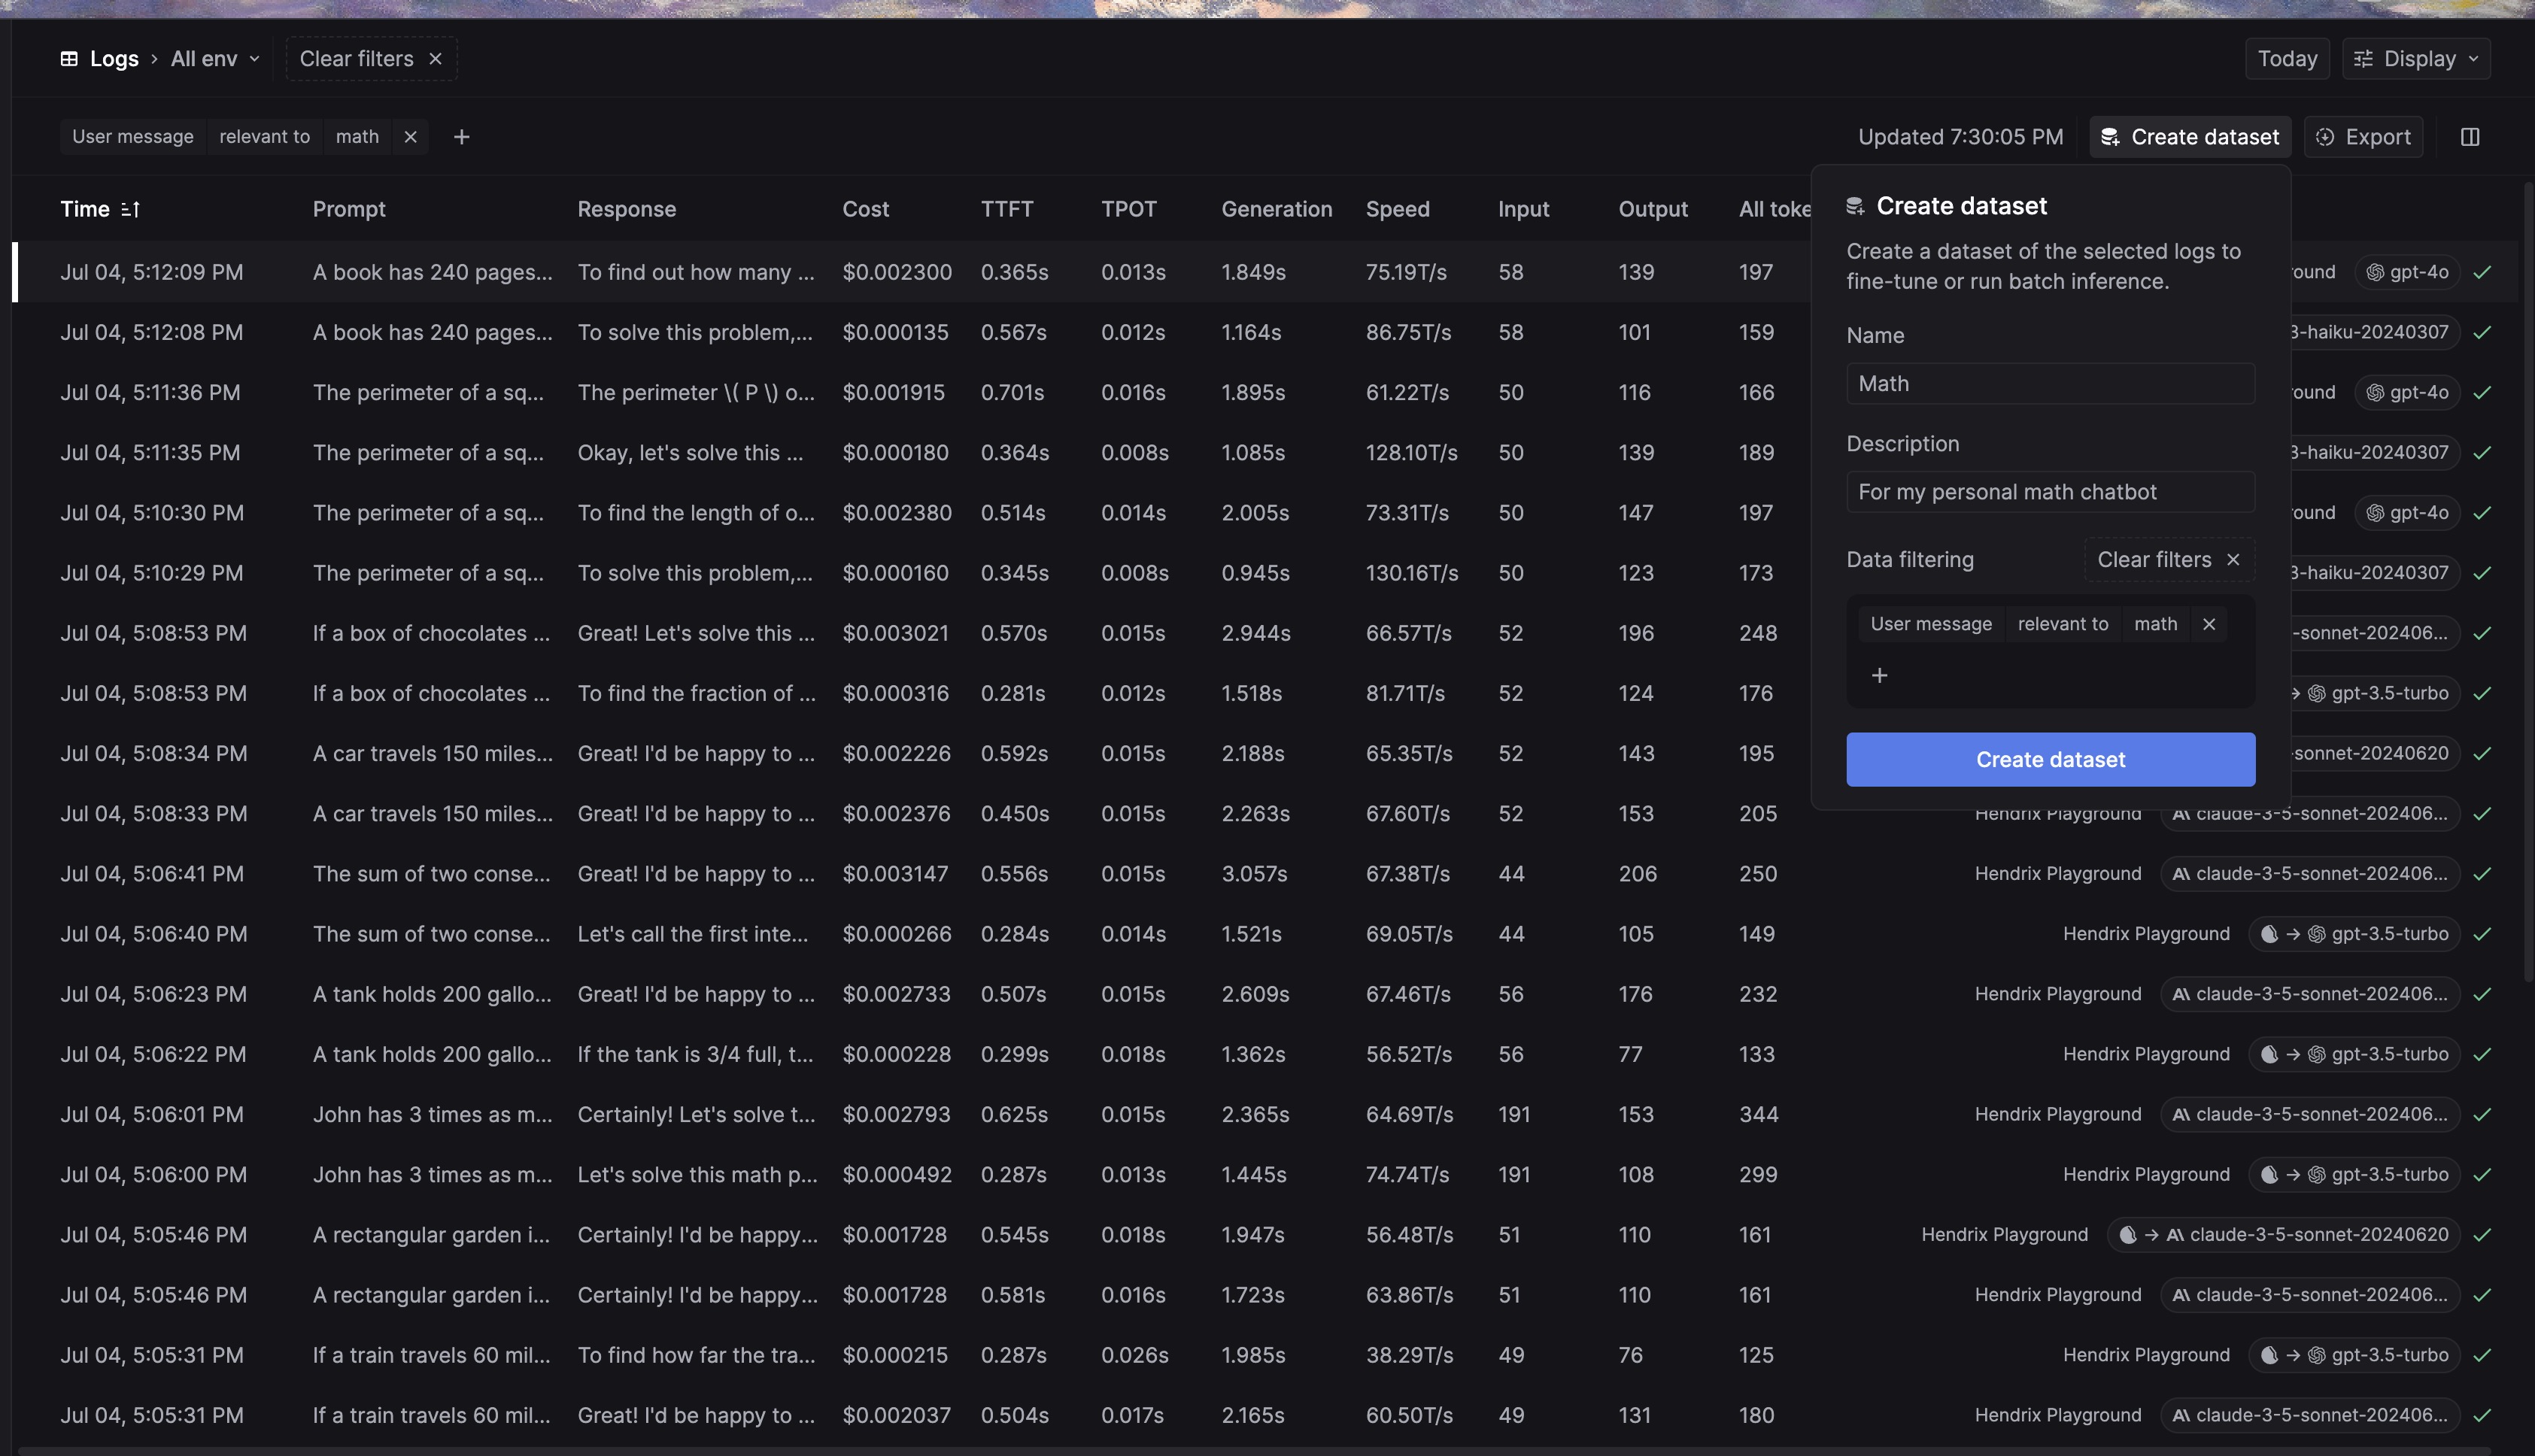 Logs › All env Clear filters × Today Display
User message relevant to math × + Updated 7:30:05 PM Create dataset Export
Time Prompt Response Cost TTFT TPOT Generation Speed Input Output All toke
Create dataset
Create a dataset of the selected logs to
fine-tune or run batch inference.
Name
Math
Description
For my personal math chatbot
Data filtering Clear filters ×
User message relevant to math ×
+
Create dataset
Jul 04, 5:12:09 PM A book has 240 pages... To find out how many ... $0.002300 0.365s 0.013s 1.849s 75.19T/s 58 139 197 round gpt-4o
Jul 04, 5:12:08 PM A book has 240 pages... To solve this problem,... $0.000135 0.567s 0.012s 1.164s 86.75T/s 58 101 159 3-haiku-20240307
Jul 04, 5:11:36 PM The perimeter of a sq... The perimeter \( P \) o... $0.001915 0.701s 0.016s 1.895s 61.22T/s 50 116 166 round gpt-4o
Jul 04, 5:11:35 PM The perimeter of a sq... Okay, let's solve this ... $0.000180 0.364s 0.008s 1.085s 128.10T/s 50 139 189 3-haiku-20240307
Jul 04, 5:10:30 PM The perimeter of a sq... To find the length of o... $0.002380 0.514s 0.014s 2.005s 73.31T/s 50 147 197 round gpt-4o
Jul 04, 5:10:29 PM The perimeter of a sq... To solve this problem,... $0.000160 0.345s 0.008s 0.945s 130.16T/s 50 123 173 3-haiku-20240307
Jul 04, 5:08:53 PM If a box of chocolates ... Great! Let's solve this ... $0.003021 0.570s 0.015s 2.944s 66.57T/s 52 196 248 -sonnet-202406...
Jul 04, 5:08:53 PM If a box of chocolates ... To find the fraction of ... $0.000316 0.281s 0.012s 1.518s 81.71T/s 52 124 176 → gpt-3.5-turbo
Jul 04, 5:08:34 PM A car travels 150 miles... Great! I'd be happy to ... $0.002226 0.592s 0.015s 2.188s 65.35T/s 52 143 195 -sonnet-20240620
Jul 04, 5:08:33 PM A car travels 150 miles... Great! I'd be happy to ... $0.002376 0.450s 0.015s 2.263s 67.60T/s 52 153 205 Hendrix Playground claude-3-5-sonnet-202406...
Jul 04, 5:06:41 PM The sum of two conse... Great! I'd be happy to ... $0.003147 0.556s 0.015s 3.057s 67.38T/s 44 206 250 Hendrix Playground claude-3-5-sonnet-202406...
Jul 04, 5:06:40 PM The sum of two conse... Let's call the first inte... $0.000266 0.284s 0.014s 1.521s 69.05T/s 44 105 149 Hendrix Playground → gpt-3.5-turbo
Jul 04, 5:06:23 PM A tank holds 200 gallo... Great! I'd be happy to ... $0.002733 0.507s 0.015s 2.609s 67.46T/s 56 176 232 Hendrix Playground claude-3-5-sonnet-202406...
Jul 04, 5:06:22 PM A tank holds 200 gallo... If the tank is 3/4 full, t... $0.000228 0.299s 0.018s 1.362s 56.52T/s 56 77 133 Hendrix Playground → gpt-3.5-turbo
Jul 04, 5:06:01 PM John has 3 times as m... Certainly! Let's solve t... $0.002793 0.625s 0.015s 2.365s 64.69T/s 191 153 344 Hendrix Playground claude-3-5-sonnet-202406...
Jul 04, 5:06:00 PM John has 3 times as m... Let's solve this math p... $0.000492 0.287s 0.013s 1.445s 74.74T/s 191 108 299 Hendrix Playground → gpt-3.5-turbo
Jul 04, 5:05:46 PM A rectangular garden i... Certainly! I'd be happy... $0.001728 0.545s 0.018s 1.947s 56.48T/s 51 110 161 Hendrix Playground → claude-3-5-sonnet-20240620
Jul 04, 5:05:46 PM A rectangular garden i... Certainly! I'd be happy... $0.001728 0.581s 0.016s 1.723s 63.86T/s 51 110 161 Hendrix Playground claude-3-5-sonnet-202406...
Jul 04, 5:05:31 PM If a train travels 60 mil... To find how far the tra... $0.000215 0.287s 0.026s 1.985s 38.29T/s 49 76 125 Hendrix Playground → gpt-3.5-turbo
Jul 04, 5:05:31 PM If a train travels 60 mil... Great! I'd be happy to ... $0.002037 0.504s 0.017s 2.165s 60.50T/s 49 131 180 Hendrix Playground claude-3-5-sonnet-202406...